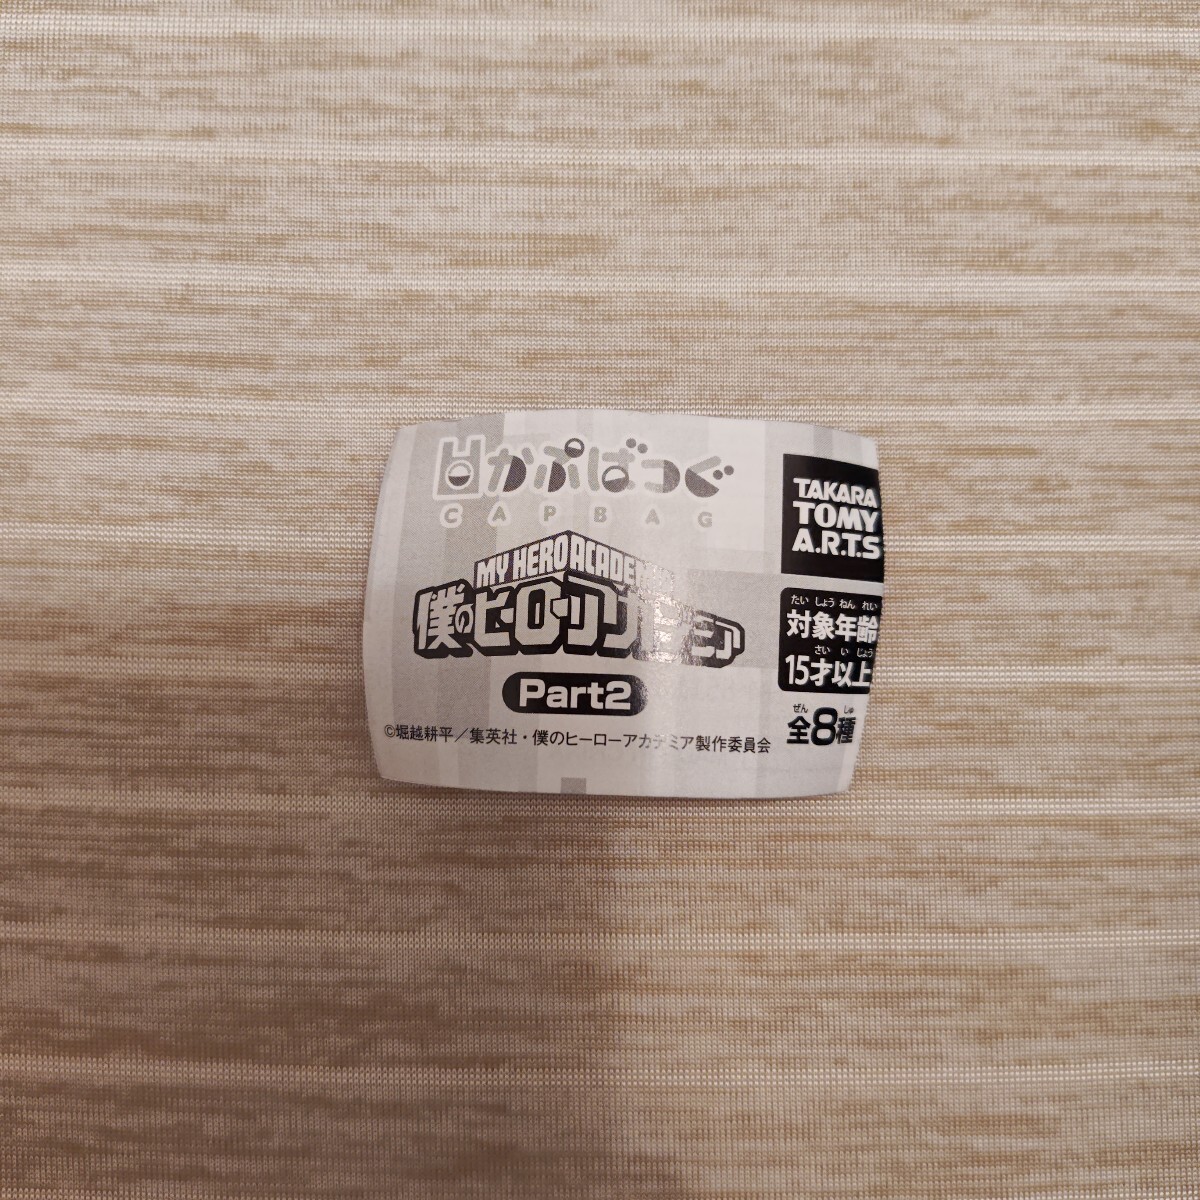 かぷばっぐ
CAPBAG
MY HERO ACADEMIA
僕のヒーローアカデミア
Part2
©堀越耕平／集英社・僕のヒーローアカデミア製作委員会
TAKARA
TOMY
A.R.T.S
たいしょうねんれい
対象年齢
さいいじょう
15才以上
ぜん しゅ
全8種